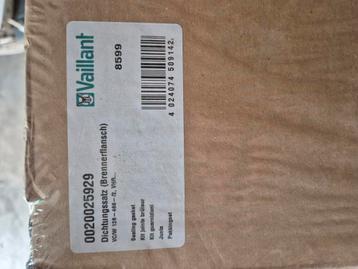 Vaillant
8599
4 024074 509142
0020025929
Dichtungssatz (Brennerflansch)
Sealing gasket
Kit joints brûleur
Kit guarnizioni
Junta
Pakkingset